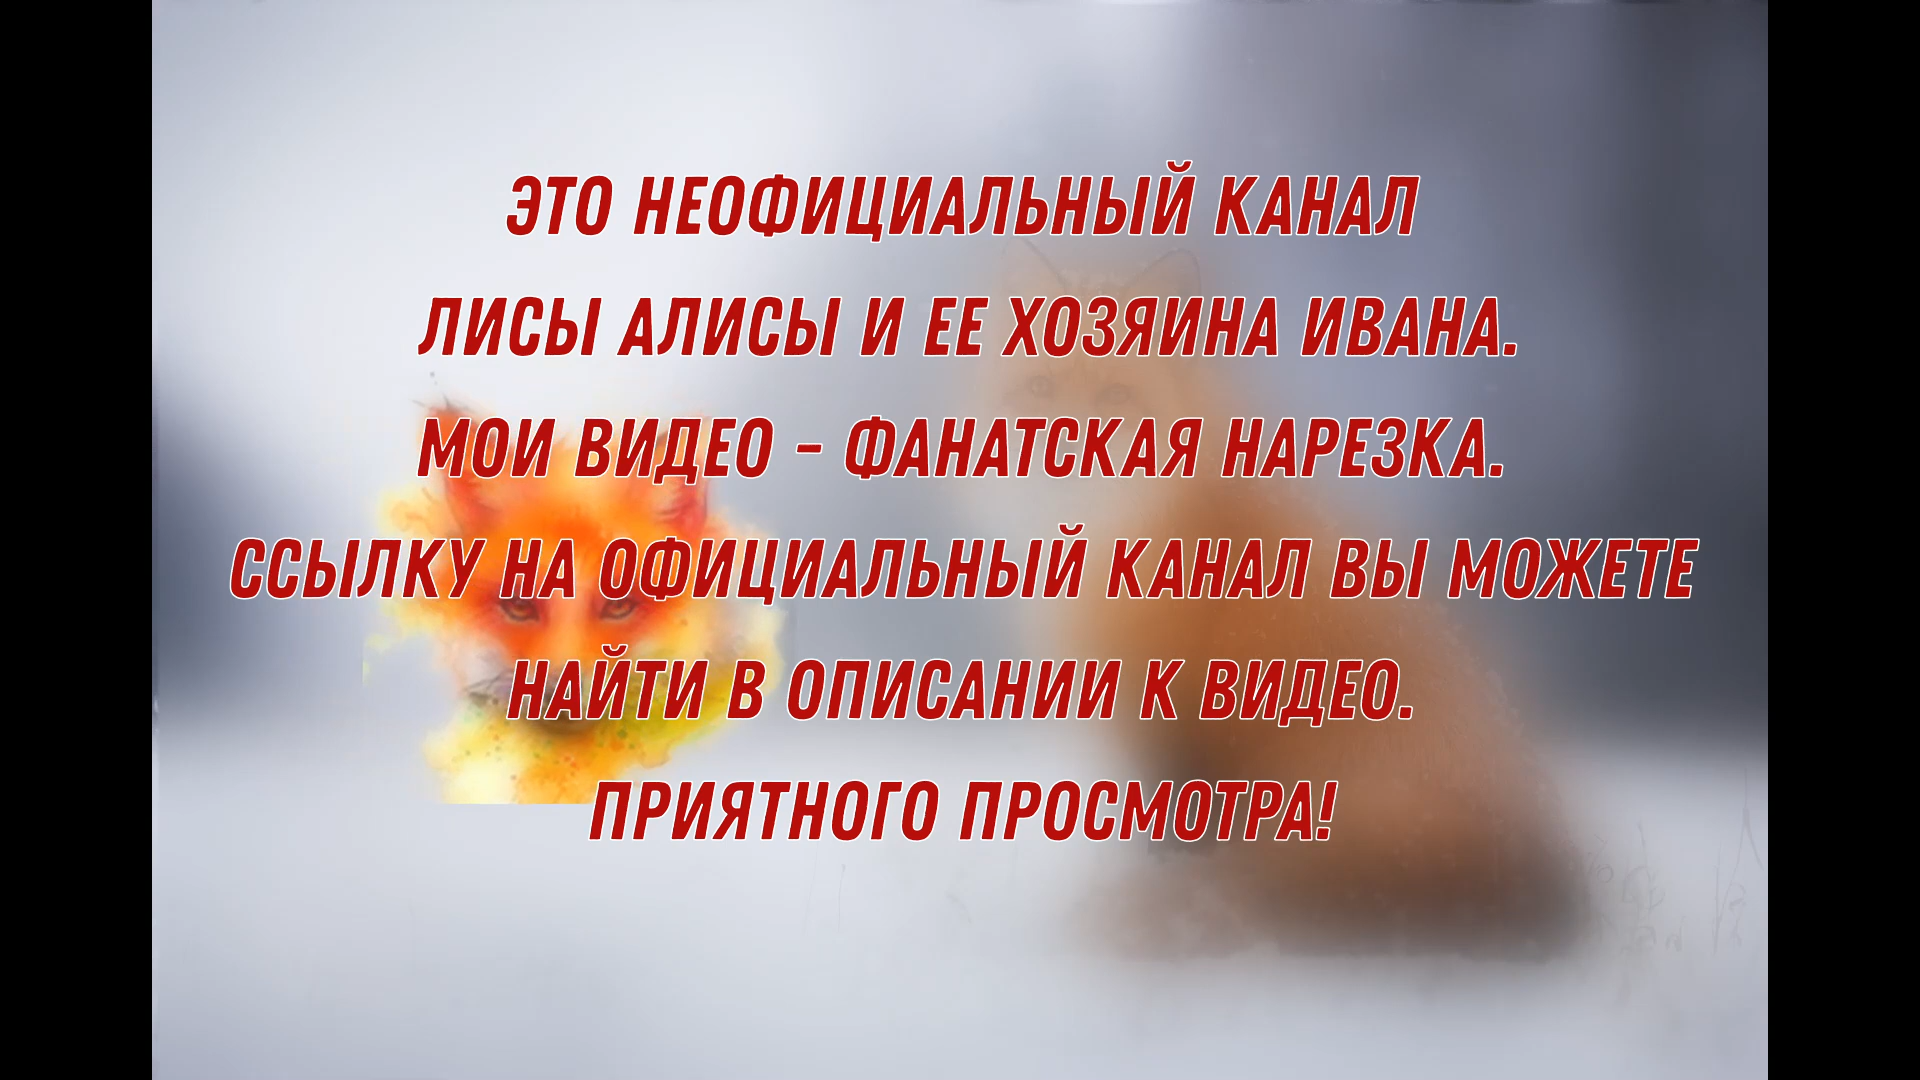 ЭТО НЕОФИЦИАЛЬНЫЙ КАНАЛ
ЛИСЫ АЛИСЫ И ЕЕ ХОЗЯИНА ИВАНА.
МОИ ВИДЕО - ФАНАТСКАЯ НАРЕЗКА.
ССЫЛКУ НА ОФИЦИАЛЬНЫЙ КАНАЛ ВЫ МОЖЕТЕ
НАЙТИ В ОПИСАНИИ К ВИДЕО.
ПРИЯТНОГО ПРОСМОТРА!